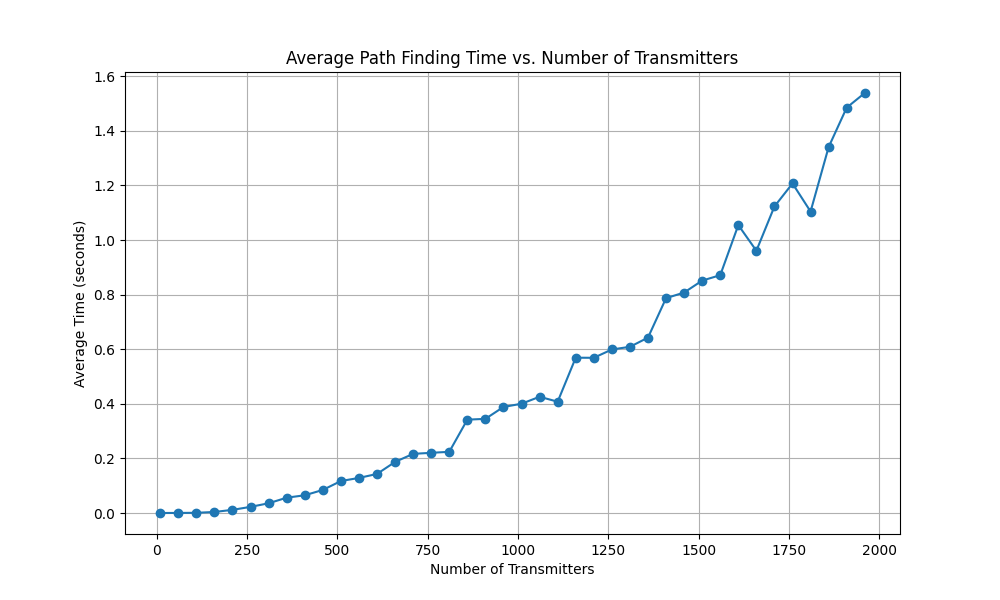 Average Path Finding Time vs. Number of Transmitters
1.6
1.4
1.2
1.0
0.8
0.6
0.4
0.2
0.0
Average Time (seconds)
0 250 500 750 1000 1250 1500 1750 2000
Number of Transmitters